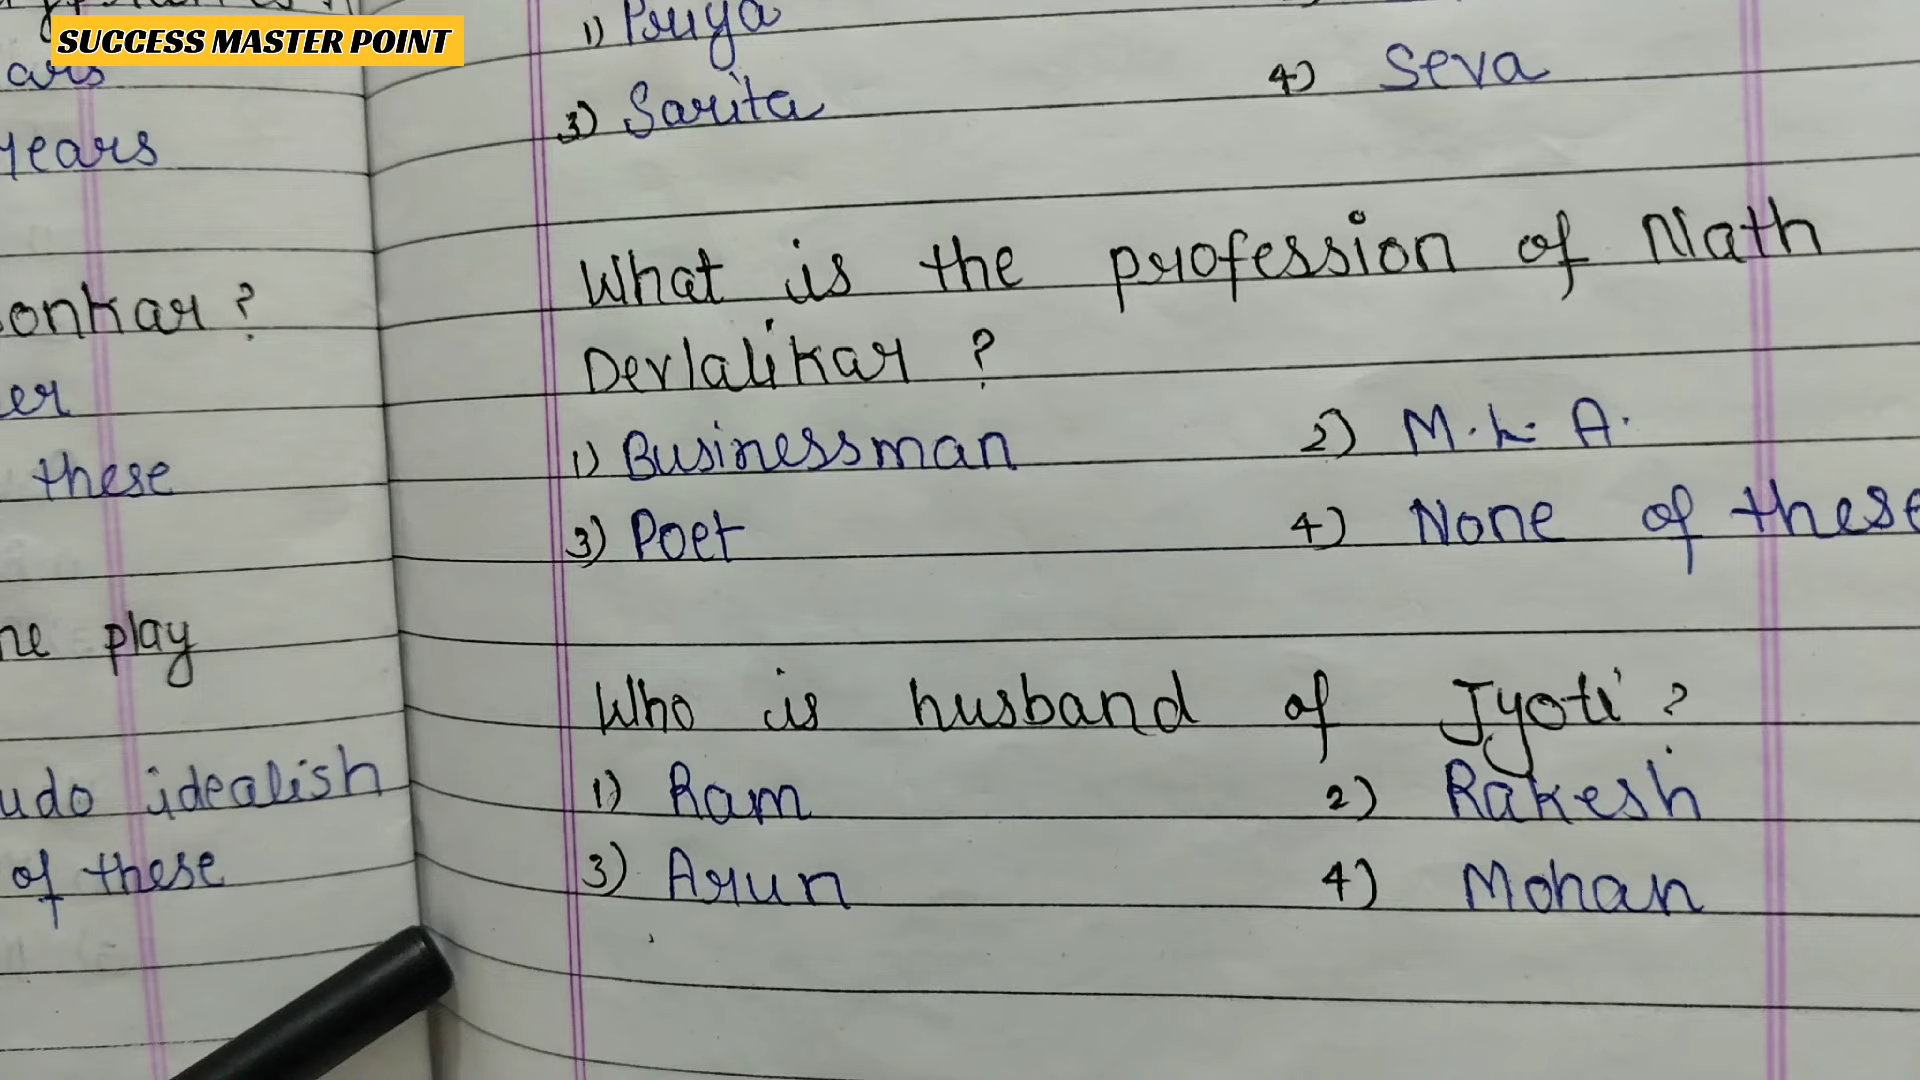 SUCCESS MASTER POINT
ars
years
onkar ?
er
these
play
udo idealish
of these
1) Priya
3) Sarita
4) Seva
What is the profession of Nath
Devlalikar ?
1) Businessman
2) M.L.A.
3) Poet
4) None of these
Who is husband of Jyoti ?
1) Ram
2) Rakesh
3) Arun
4) Mohan